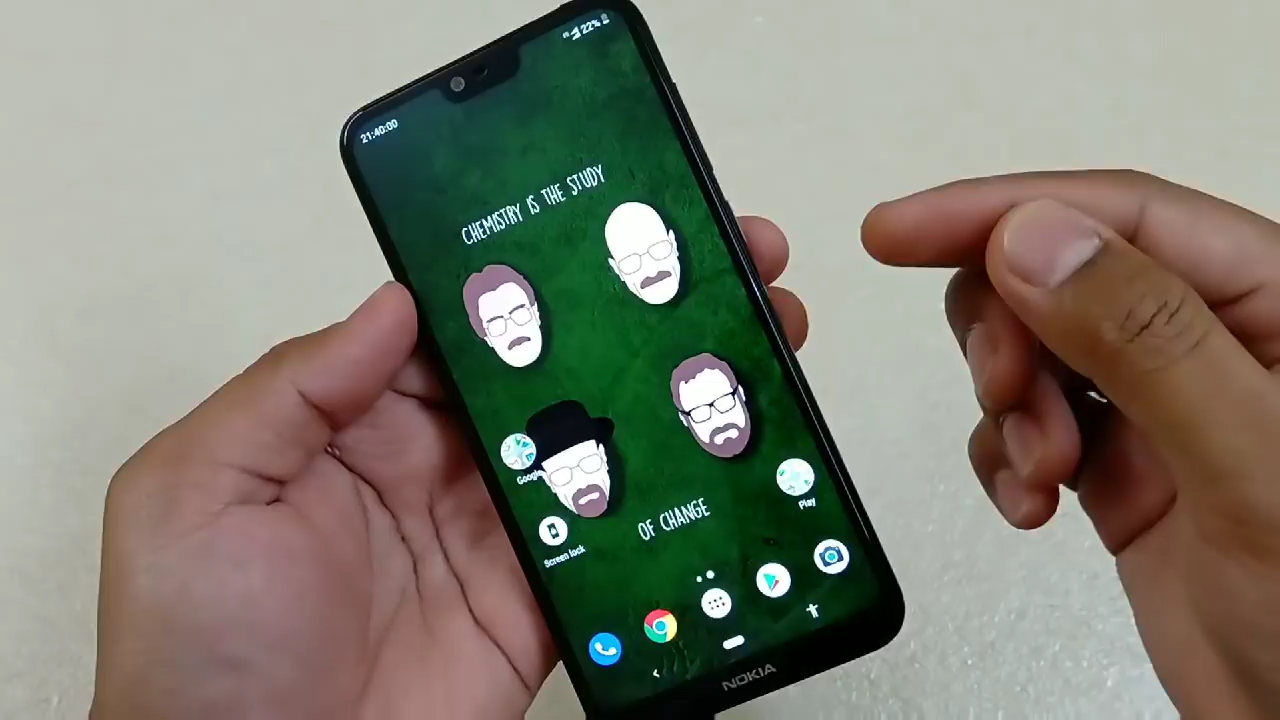 22%
21:40:00
CHEMISTRY IS THE STUDY
Google
Play
Screen lock
OF CHANGE
NOKIA